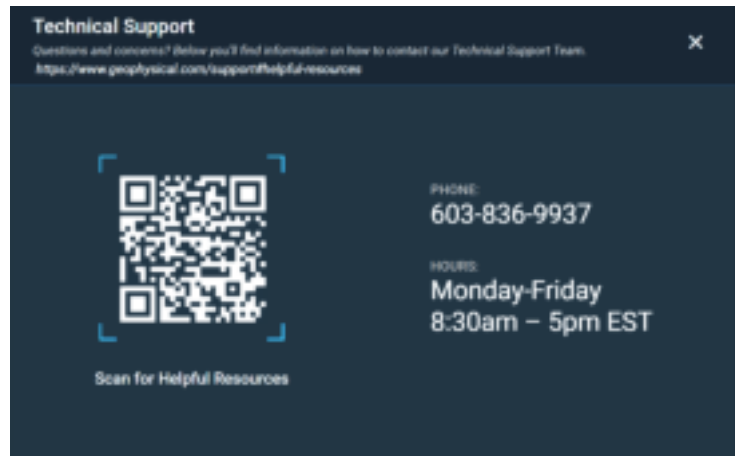 Technical Support
Questions and concerns? Below you'll find information on how to contact our Technical Support Team.
https://www.geophysical.com/support#helpful-resources
PHONE:
603-836-9937
HOURS:
Monday-Friday
8:30am – 5pm EST
Scan for Helpful Resources